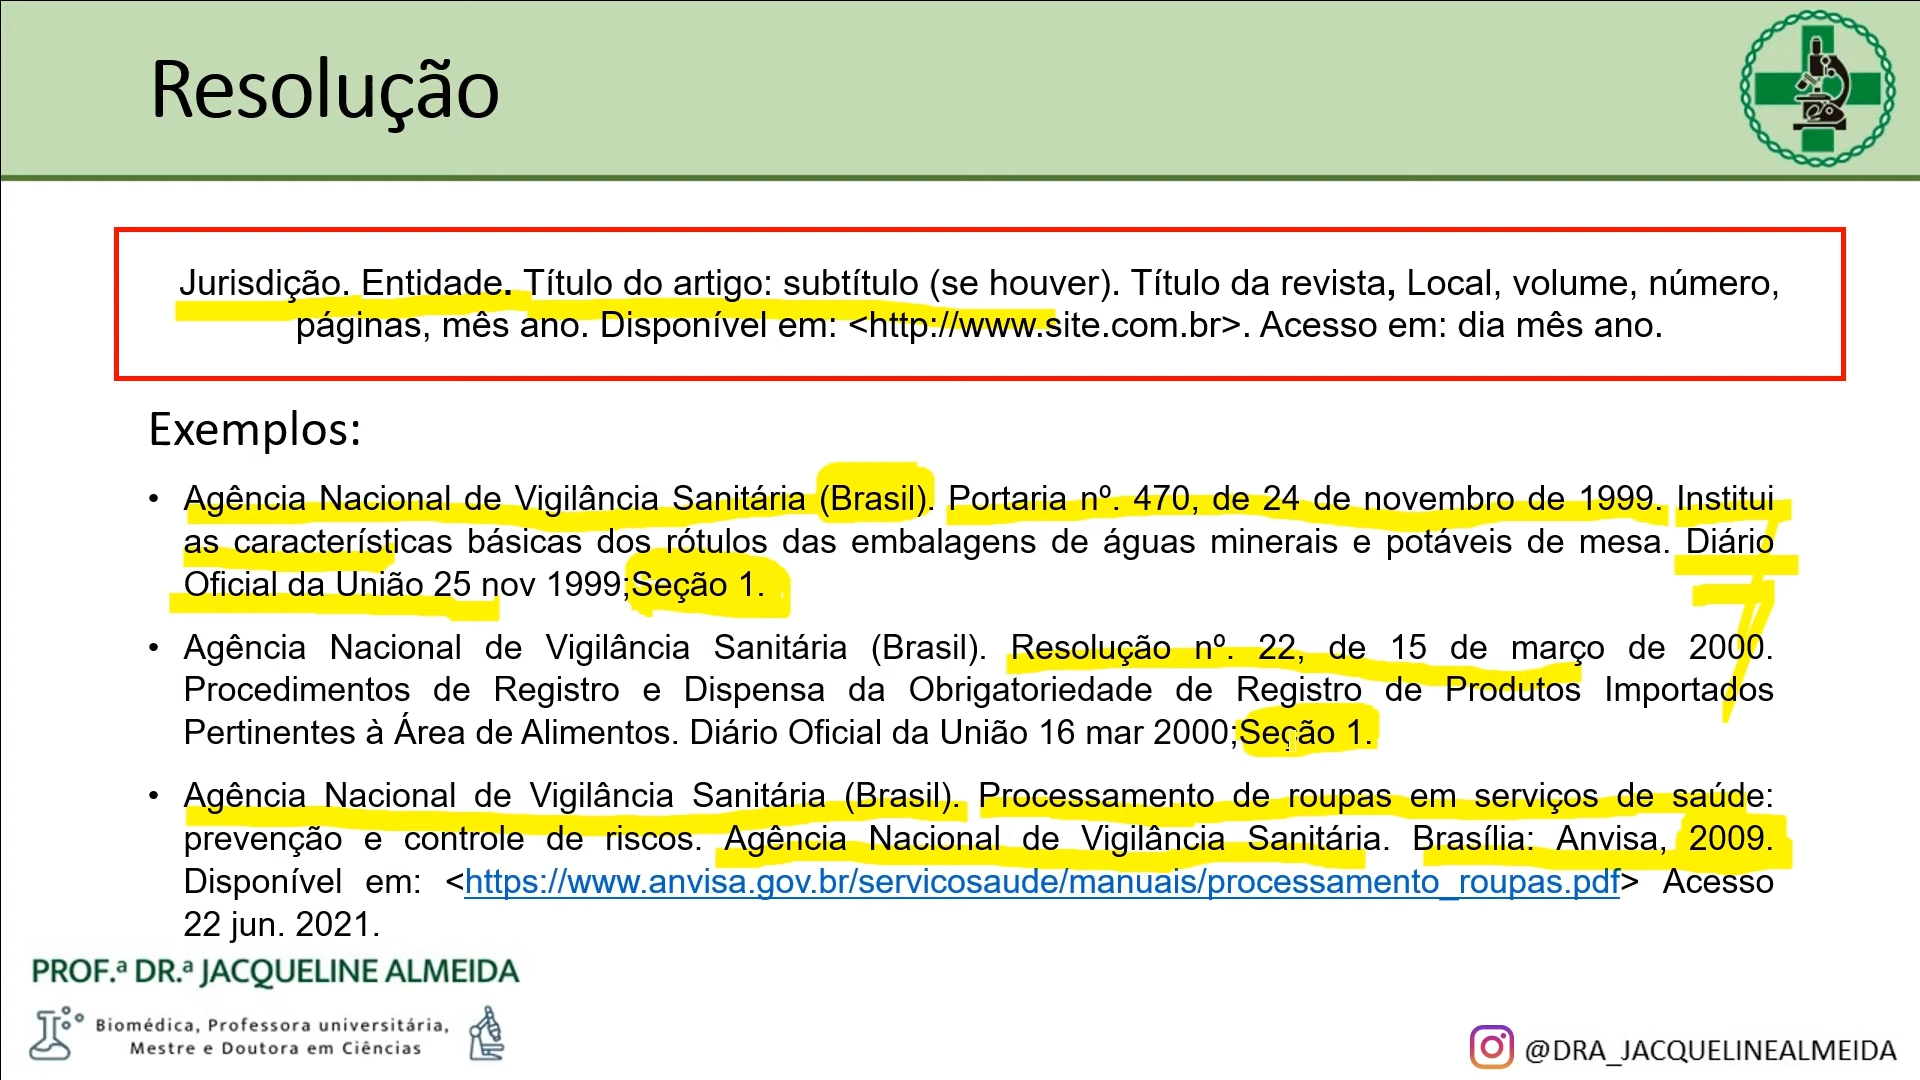 Resolução
Jurisdição. Entidade. Título do artigo: subtítulo (se houver). Título da revista, Local, volume, número,
páginas, mês ano. Disponível em: <http://www.site.com.br>. Acesso em: dia mês ano.
Exemplos:
• Agência Nacional de Vigilância Sanitária (Brasil). Portaria nº. 470, de 24 de novembro de 1999. Institui
as características básicas dos rótulos das embalagens de águas minerais e potáveis de mesa. Diário
Oficial da União 25 nov 1999;Seção 1.
• Agência Nacional de Vigilância Sanitária (Brasil). Resolução nº. 22, de 15 de março de 2000.
Procedimentos de Registro e Dispensa da Obrigatoriedade de Registro de Produtos Importados
Pertinentes à Área de Alimentos. Diário Oficial da União 16 mar 2000;Seção 1.
• Agência Nacional de Vigilância Sanitária (Brasil). Processamento de roupas em serviços de saúde:
prevenção e controle de riscos. Agência Nacional de Vigilância Sanitária. Brasília: Anvisa, 2009.
Disponível em: <https://www.anvisa.gov.br/servicosaude/manuais/processamento_roupas.pdf> Acesso
22 jun. 2021.
PROF.ª DR.ª JACQUELINE ALMEIDA
Biomédica, Professora universitária,
Mestre e Doutora em Ciências
@DRA_JACQUELINEALMEIDA